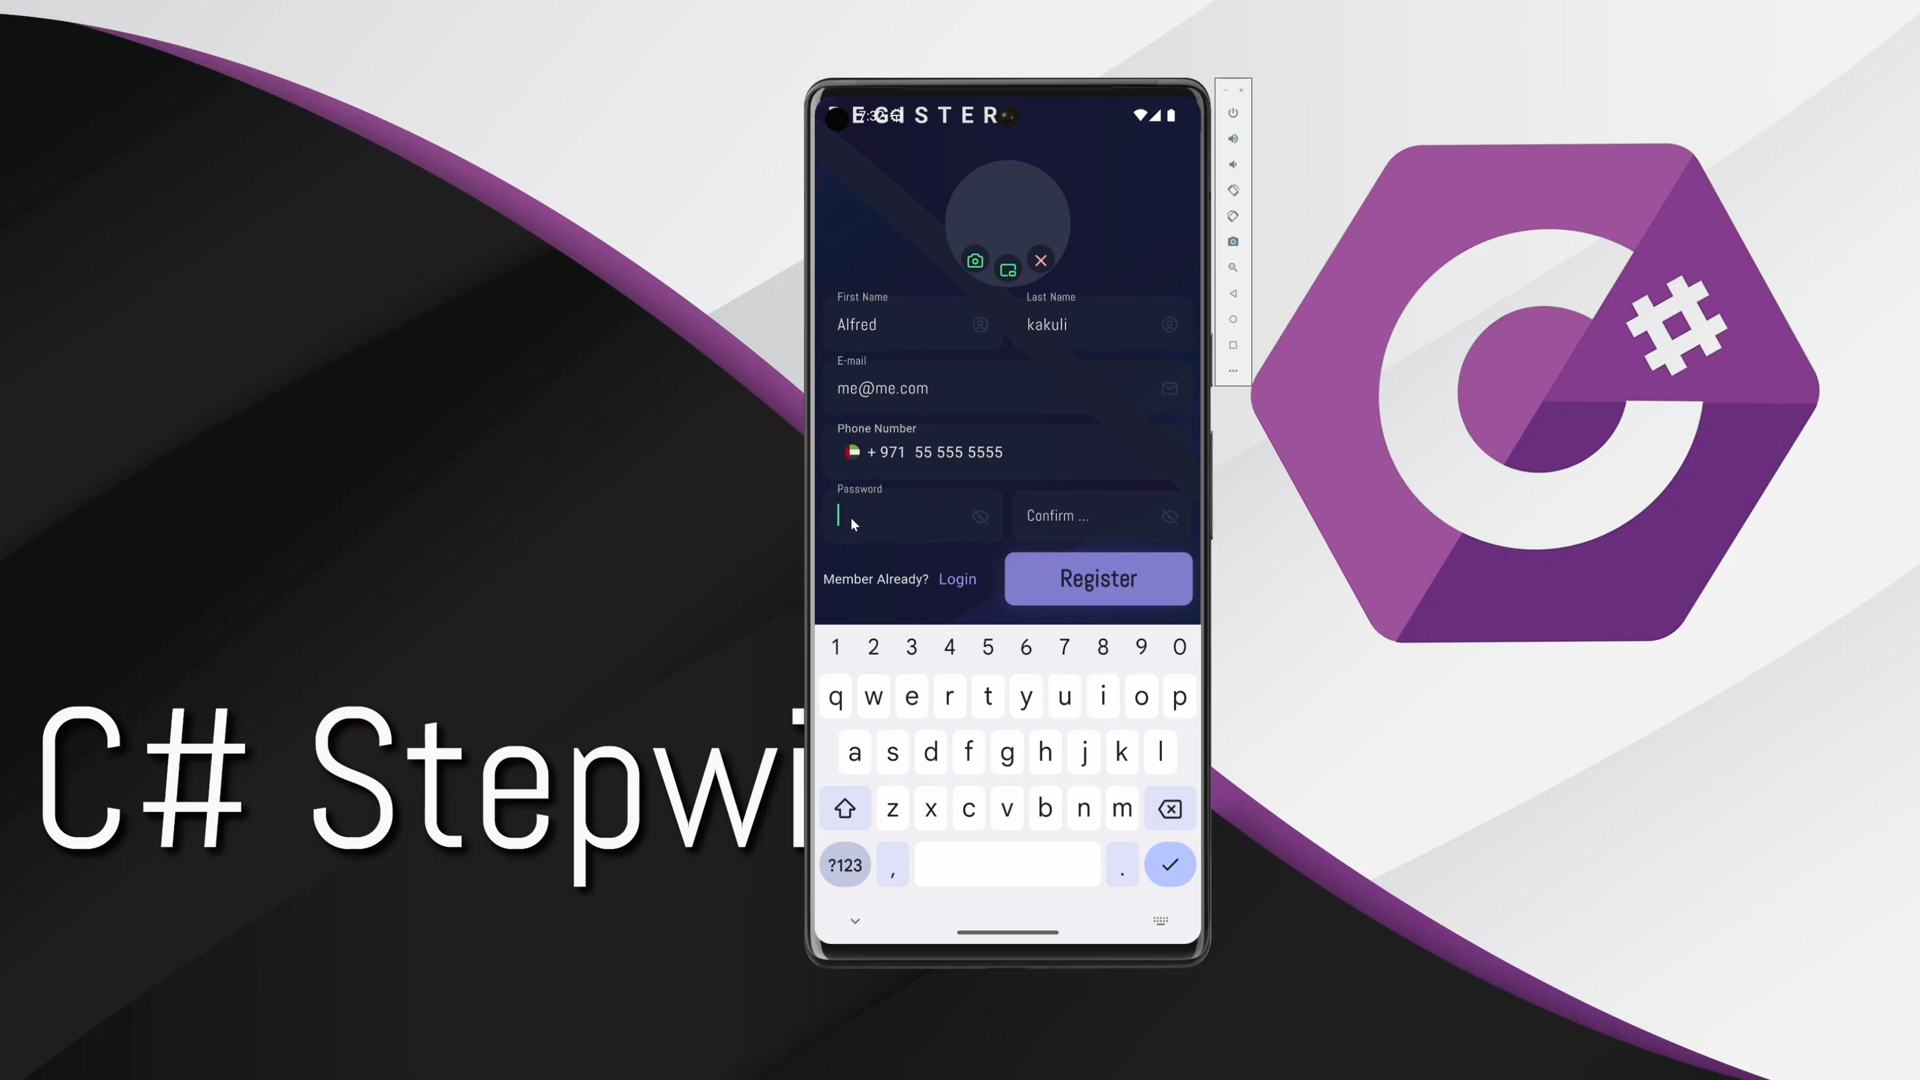 EGISTER
First Name
Last Name
Alfred
kakuli
E-mail
me@me.com
Phone Number
+ 971 55 555 5555
Password
Confirm ...
Member Already? Login
Register
1 2 3 4 5 6 7 8 9 0
q w e r t y u i o p
a s d f g h j k l
z x c v b n m
?123 , .
C# Stepwi
#